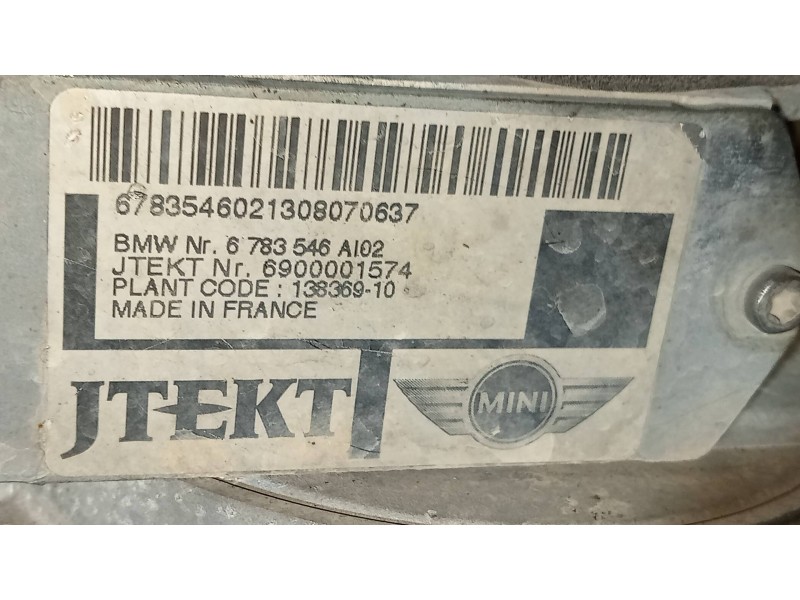 6783546021308070637
BMW Nr. 6 783 546 AI02
JTEKT Nr. 6900001574
PLANT CODE : 138369-10
MADE IN FRANCE
JTEKT
MINI